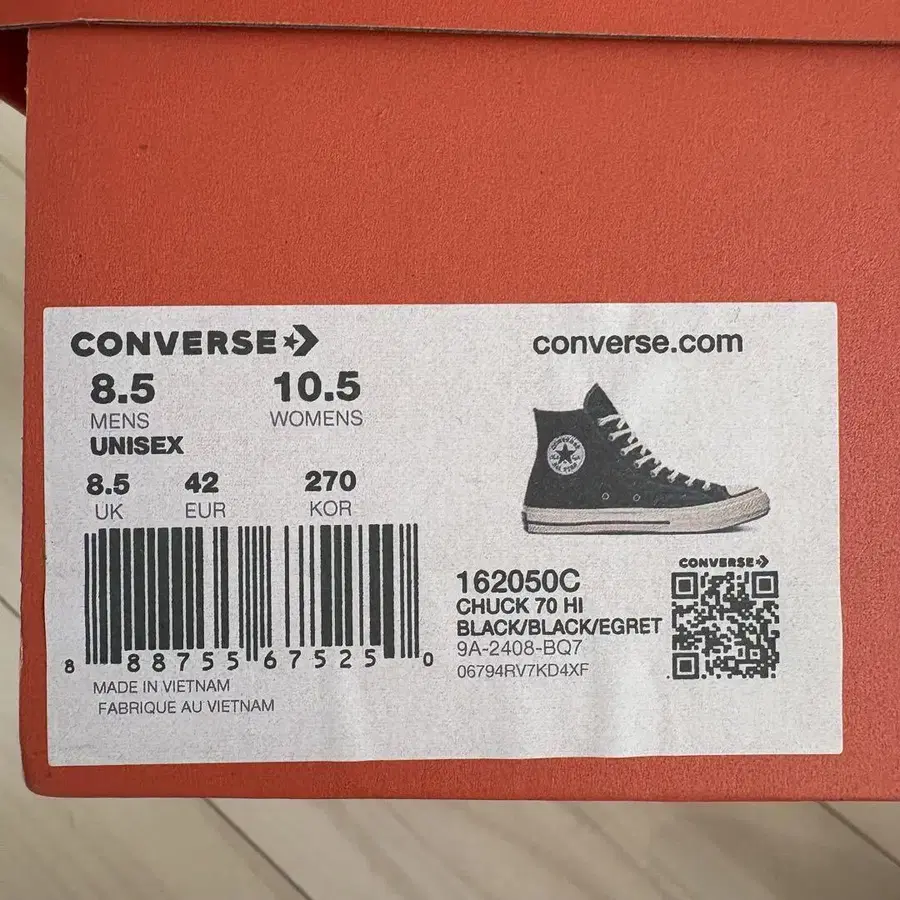 CONVERSE
converse.com
8.5 10.5
MENS WOMENS
UNISEX
8.5 42 270
UK EUR KOR
8 88755 67525 0
MADE IN VIETNAM
FABRIQUE AU VIETNAM
CONVERSE
162050C
CHUCK 70 HI
BLACK/BLACK/EGRET
9A-2408-BQ7
06794RV7KD4XF